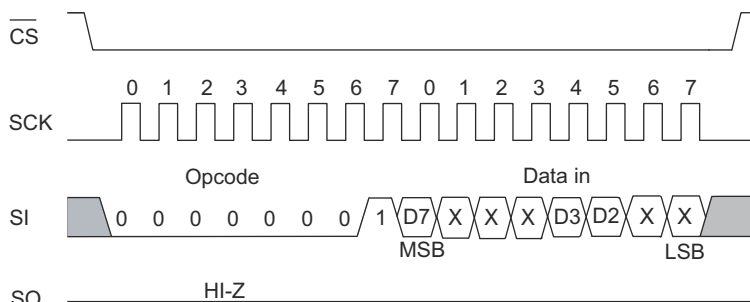 CS
0 1 2 3 4 5 6 7 0 1 2 3 4 5 6 7
SCK
Opcode Data in
SI 0 0 0 0 0 0 0 1 D7 X X X D3 D2 X X
MSB LSB
HI-Z
SO